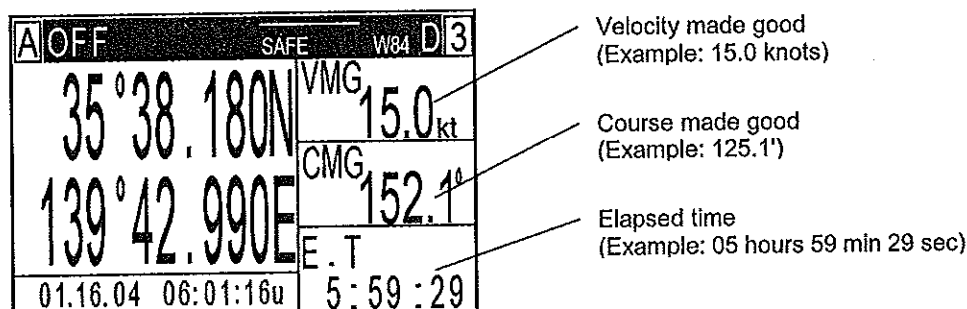 A OFF SAFE W84 D 3
35°38.180N
139°42.990E
01.16.04 06:01:16u
VMG
15.0kt
CMG
152.1°
E.T
5:59:29
Velocity made good
(Example: 15.0 knots)
Course made good
(Example: 125.1')
Elapsed time
(Example: 05 hours 59 min 29 sec)